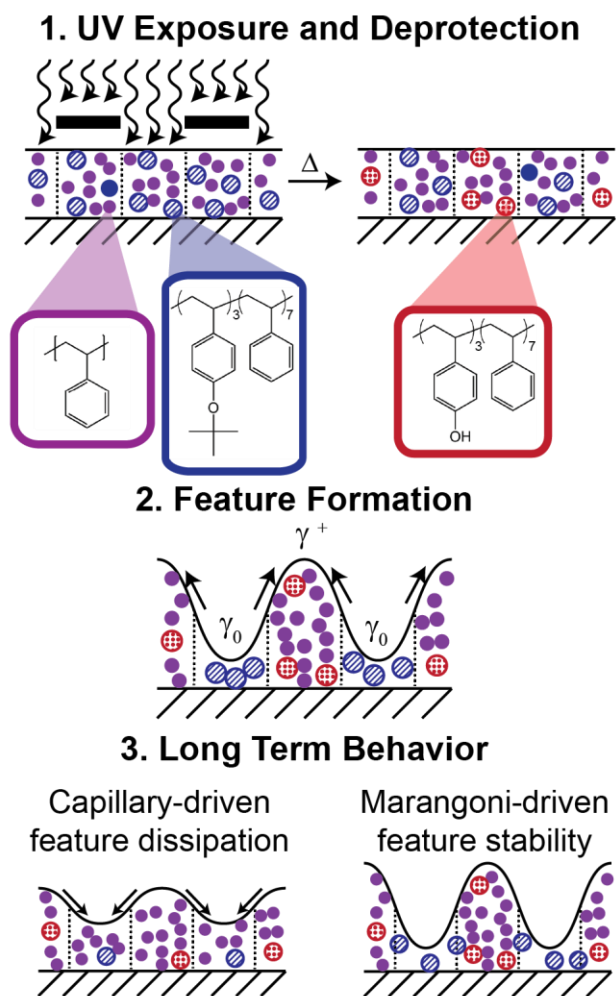 1. UV Exposure and Deprotection
Δ
3
7
O
3
7
OH
2. Feature Formation
γ⁺
γ₀
γ₀
3. Long Term Behavior
Capillary-driven
feature dissipation
Marangoni-driven
feature stability